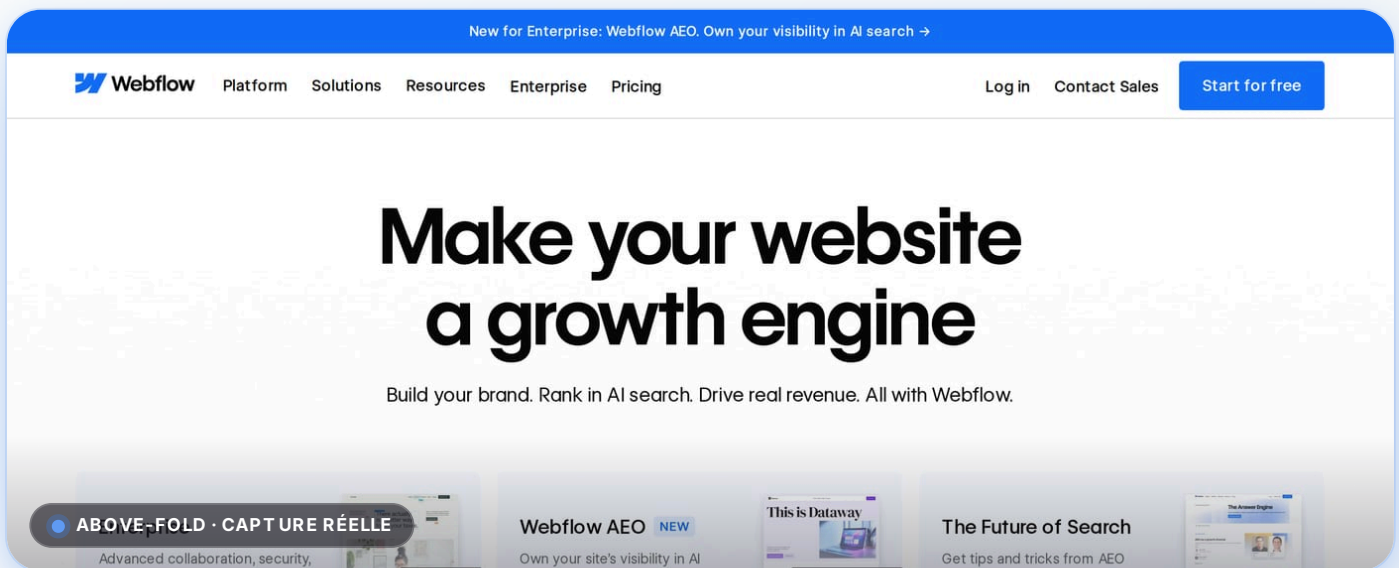 New for Enterprise: Webflow AEO. Own your visibility in AI search →
Webflow
Platform
Solutions
Resources
Enterprise
Pricing
Log in
Contact Sales
Start for free
Make your website
a growth engine
Build your brand. Rank in AI search. Drive real revenue. All with Webflow.
ABOVE-FOLD · CAPTURE RÉELLE
Enterprise
Advanced collaboration, security,
Webflow AEO NEW
Own your site's visibility in AI
This is Dataway
The Future of Search
Get tips and tricks from AEO
The Answer Engine